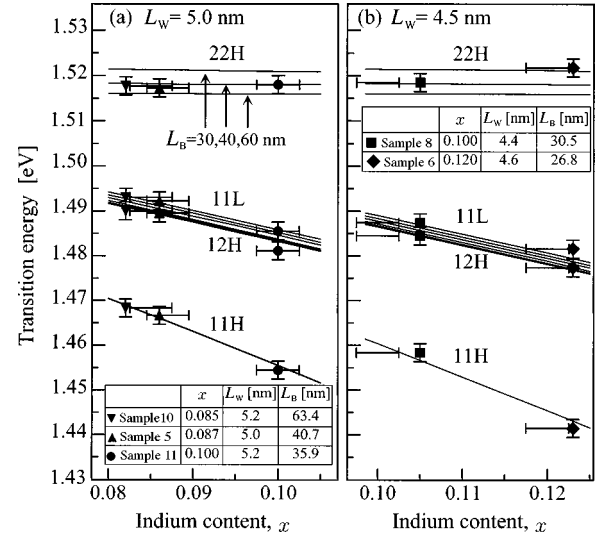 (a) L_W= 5.0 nm
(b) L_W= 4.5 nm
Transition energy [eV]
1.53
1.52
1.51
1.50
1.49
1.48
1.47
1.46
1.45
1.44
1.43
22H
L_B=30,40,60 nm
11L
12H
11H
x L_W [nm] L_B [nm]
▼Sample10 0.085 5.2 63.4
▲Sample 5 0.087 5.0 40.7
●Sample 11 0.100 5.2 35.9
0.08 0.09 0.10
Indium content, x
22H
x L_W [nm] L_B [nm]
■ Sample 8 0.100 4.4 30.5
◆ Sample 6 0.120 4.6 26.8
11L
12H
11H
0.10 0.11 0.12
Indium content, x